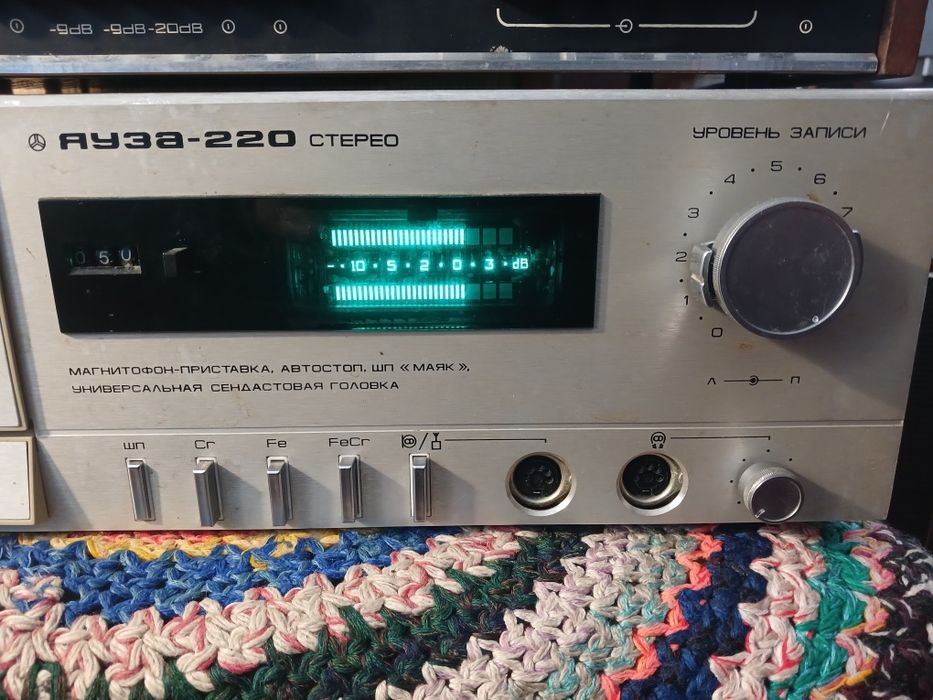 -9dB -9dB-20dB
ЯУЗА-220 СТЕРЕО
УРОВЕНЬ ЗАПИСИ
0 1 2 3 4 5 6 7
050
- · 10 · 5 · 2 · 0 · 3 · dB
МАГНИТОФОН-ПРИСТАВКА, АВТОСТОП, ШП «МАЯК»,
УНИВЕРСАЛЬНАЯ СЕНДАСТОВАЯ ГОЛОВКА
Л П
ШП Cr Fe FeCr